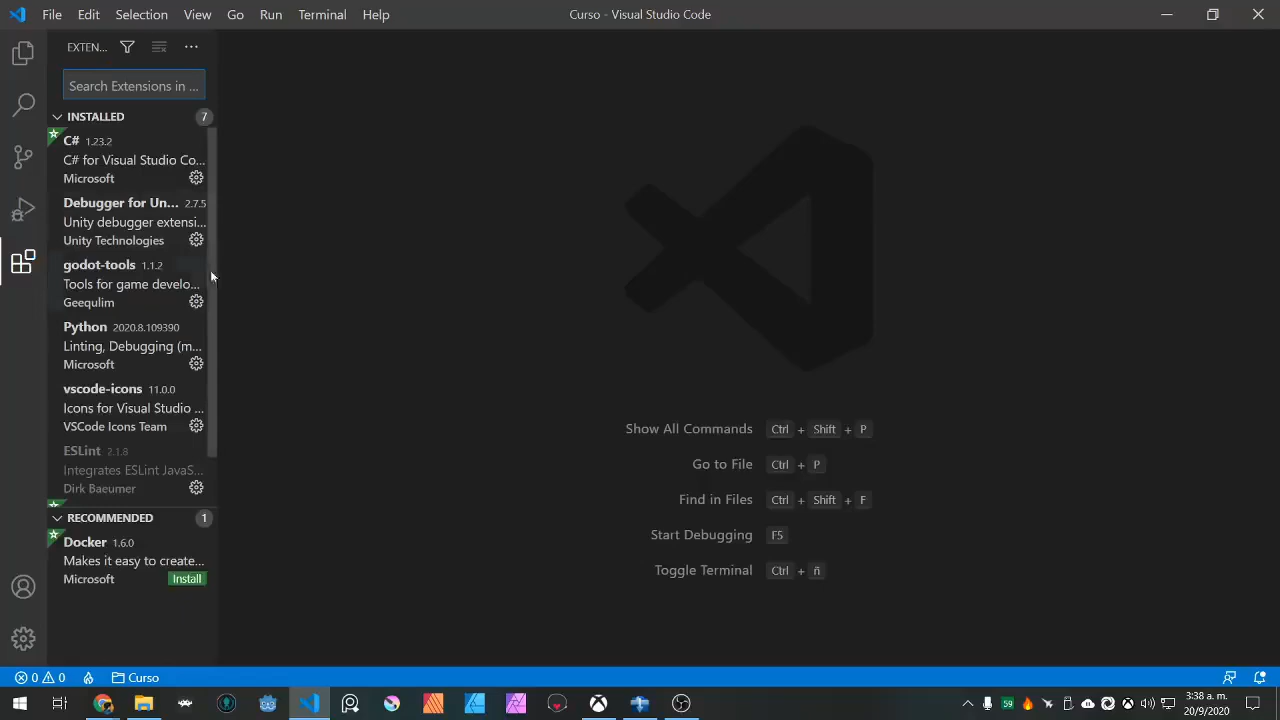 File Edit Selection View Go Run Terminal Help
Curso - Visual Studio Code
EXTEN...
Search Extensions in ...
INSTALLED 7
C# 1.23.2
C# for Visual Studio Co...
Microsoft
Debugger for Un... 2.7.5
Unity debugger extensi...
Unity Technologies
godot-tools 1.1.2
Tools for game develo...
Geequlim
Python 2020.8.109390
Linting, Debugging (m...
Microsoft
vscode-icons 11.0.0
Icons for Visual Studio ...
VSCode Icons Team
ESLint 2.1.8
Integrates ESLint JavaS...
Dirk Baeumer
RECOMMENDED 1
Docker 1.6.0
Makes it easy to create...
Microsoft Install
Show All Commands Ctrl + Shift + P
Go to File Ctrl + P
Find in Files Ctrl + Shift + F
Start Debugging F5
Toggle Terminal Ctrl + ñ
0 0 Curso
59
3:38 a. m.
20/9/2020